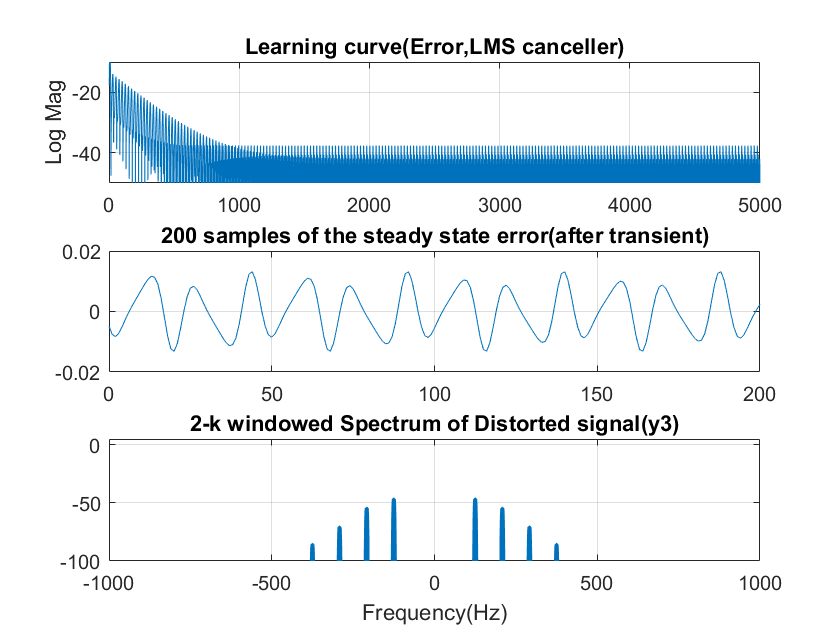 Learning curve(Error,LMS canceller)
Log Mag
-20
-40
0 1000 2000 3000 4000 5000
200 samples of the steady state error(after transient)
0.02
0
-0.02
0 50 100 150 200
2-k windowed Spectrum of Distorted signal(y3)
0
-50
-100
-1000 -500 0 500 1000
Frequency(Hz)